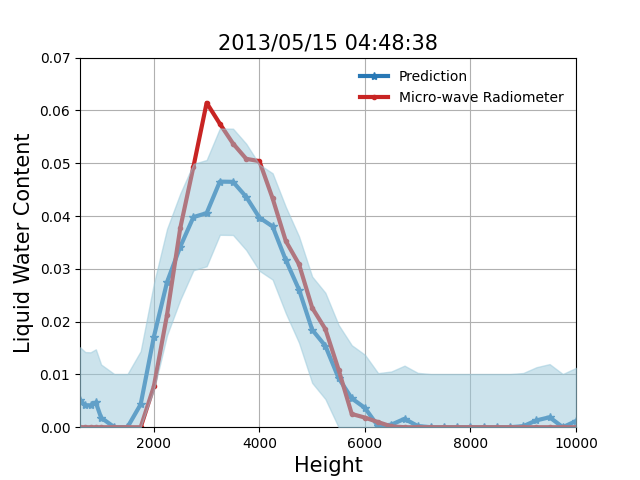 2013/05/15 04:48:38
Prediction
Micro-wave Radiometer
Liquid Water Content
0.07
0.06
0.05
0.04
0.03
0.02
0.01
0.00
2000 4000 6000 8000 10000
Height